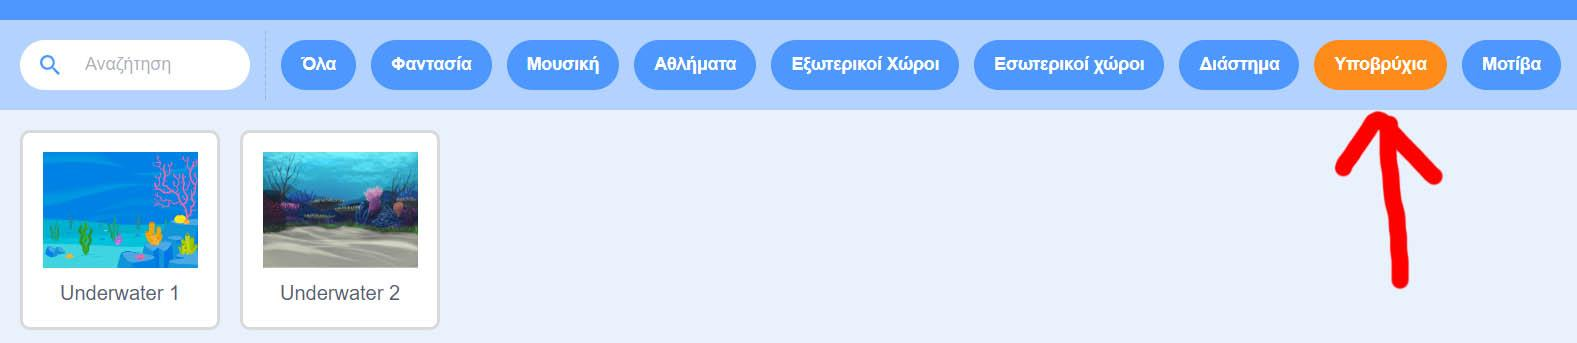 Αναζήτηση
Όλα
Φαντασία
Μουσική
Αθλήματα
Εξωτερικοί Χώροι
Εσωτερικοί χώροι
Διάστημα
Υποβρύχια
Μοτίβα
Underwater 1
Underwater 2